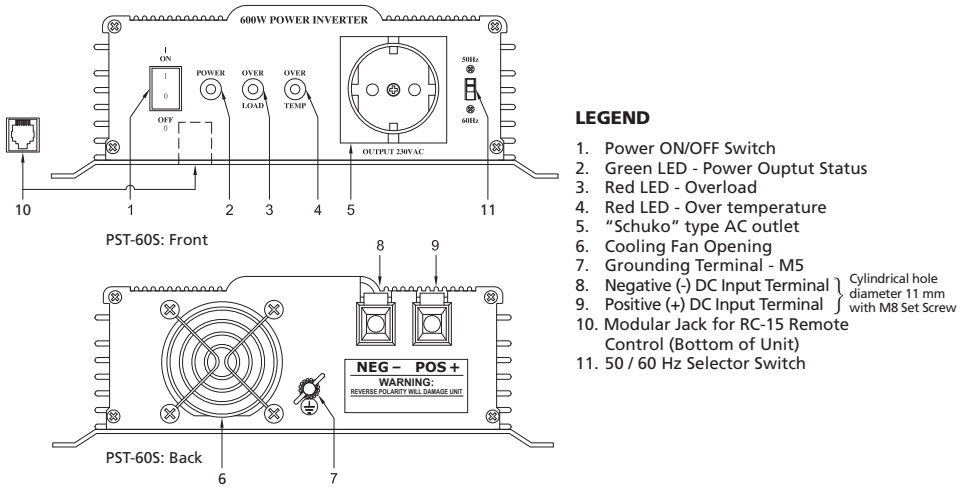 600W POWER INVERTER
I
ON
I
0
OFF
0
POWER
OVER
LOAD
OVER
TEMP
OUTPUT 230VAC
50Hz
60Hz
10
1
2
3
4
5
11
PST-60S: Front
8
9
NEG – POS +
WARNING:
REVERSE POLARITY WILL DAMAGE UNIT
PST-60S: Back
6
7
LEGEND
1. Power ON/OFF Switch
2. Green LED - Power Ouptut Status
3. Red LED - Overload
4. Red LED - Over temperature
5. “Schuko” type AC outlet
6. Cooling Fan Opening
7. Grounding Terminal - M5
8. Negative (-) DC Input Terminal
9. Positive (+) DC Input Terminal
Cylindrical hole
diameter 11 mm
with M8 Set Screw
10. Modular Jack for RC-15 Remote
Control (Bottom of Unit)
11. 50 / 60 Hz Selector Switch